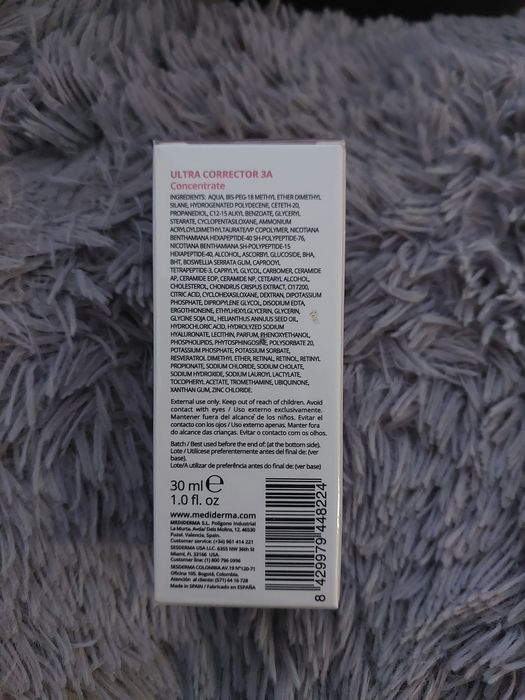 ULTRA CORRECTOR 3A
Concentrate
INGREDIENTS: AQUA, BIS-PEG-18 METHYL ETHER DIMETHYL
SILANE, HYDROGENATED POLYDECENE, CETETH-20,
PROPANEDIOL, C12-15 ALKYL BENZOATE, GLYCERYL
STEARATE, CYCLOPENTASILOXANE, AMMONIUM
ACRYLOYLDIMETHYLTAURATE/VP COPOLYMER, NICOTIANA
BENTHAMIANA HEXAPEPTIDE-40 SH-POLYPEPTIDE-76,
NICOTIANA BENTHAMIANA SH-POLYPEPTIDE-15
HEXAPEPTIDE-40, ALCOHOL, ASCORBYL GLUCOSIDE, BHA,
BHT, BOSWELLIA SERRATA GUM, CAPROOYL
TETRAPEPTIDE-3, CAPRYLYL GLYCOL, CARBOMER, CERAMIDE
AP, CERAMIDE EOP, CERAMIDE NP, CETEARYL ALCOHOL,
CHOLESTEROL, CHONDRUS CRISPUS EXTRACT, CI17200,
CITRIC ACID, CYCLOHEXASILOXANE, DEXTRAN, DIPOTASSIUM
PHOSPHATE, DIPROPYLENE GLYCOL, DISODIUM EDTA,
ERGOTHIONEINE, ETHYLHEXYLGLYCERIN, GLYCERIN,
GLYCINE SOJA OIL, HELIANTHUS ANNUUS SEED OIL,
HYDROCHLORIC ACID, HYDROLYZED SODIUM
HYALURONATE, LECITHIN, PARFUM, PHENOXYETHANOL,
PHOSPHOLIPIDS, PHYTOSPHINGOSINE, POLYSORBATE 20,
POTASSIUM PHOSPHATE, POTASSIUM SORBATE,
RESVERATROL DIMETHYL ETHER, RETINAL, RETINOL, RETINYL
PROPIONATE, SODIUM CHLORIDE, SODIUM CHOLATE,
SODIUM HYDROXIDE, SODIUM LAUROYL LACTYLATE,
TOCOPHERYL ACETATE, TROMETHAMINE, UBIQUINONE,
XANTHAN GUM, ZINC CHLORIDE.
External use only. Keep out of reach of children. Avoid
contact with eyes / Uso externo exclusivamente.
Mantener fuera del alcance de los niños. Evitar el
contacto con los ojos / Uso externo apenas. Manter fora
do alcance das crianças. Evitar o contacto com os olhos.
Batch / Best used before the end of: (at the bottom side).
Lote / Utilícese preferentemente antes del final de: (ver
base).
Lote/A utilizar de preferência antes do final de: (ver base)
30 ml e
1.0 fl. oz
www.mediderma.com
MEDIDERMA S.L. Polígono Industrial
La Murta. Avda/ Dels Molins, 12. 46530
Puzol. Valencia, Spain.
Customer service: (+34) 961 414 221
SESDERMA USA LLC. 6355 NW 36th St
Miami, FL 33166 USA.
Customer line: (1) 800 796 0996
SESDERMA COLOMBIA AV.19 Nº120-71
Oficina 105. Bogotá, Colombia.
Atención al cliente: (571) 64 18 728
Made in SPAIN / Fabricado en ESPAÑA
8 429979 448224